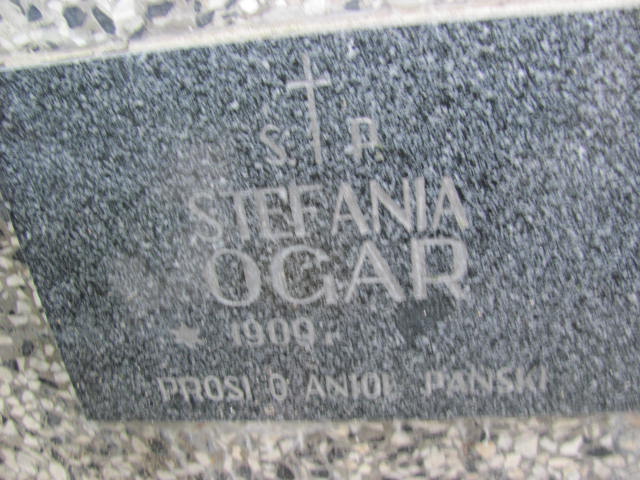 Ś. P.
STEFANIA
OGAR
* 1909 r.
PROSI O ANIOŁ PAŃSKI